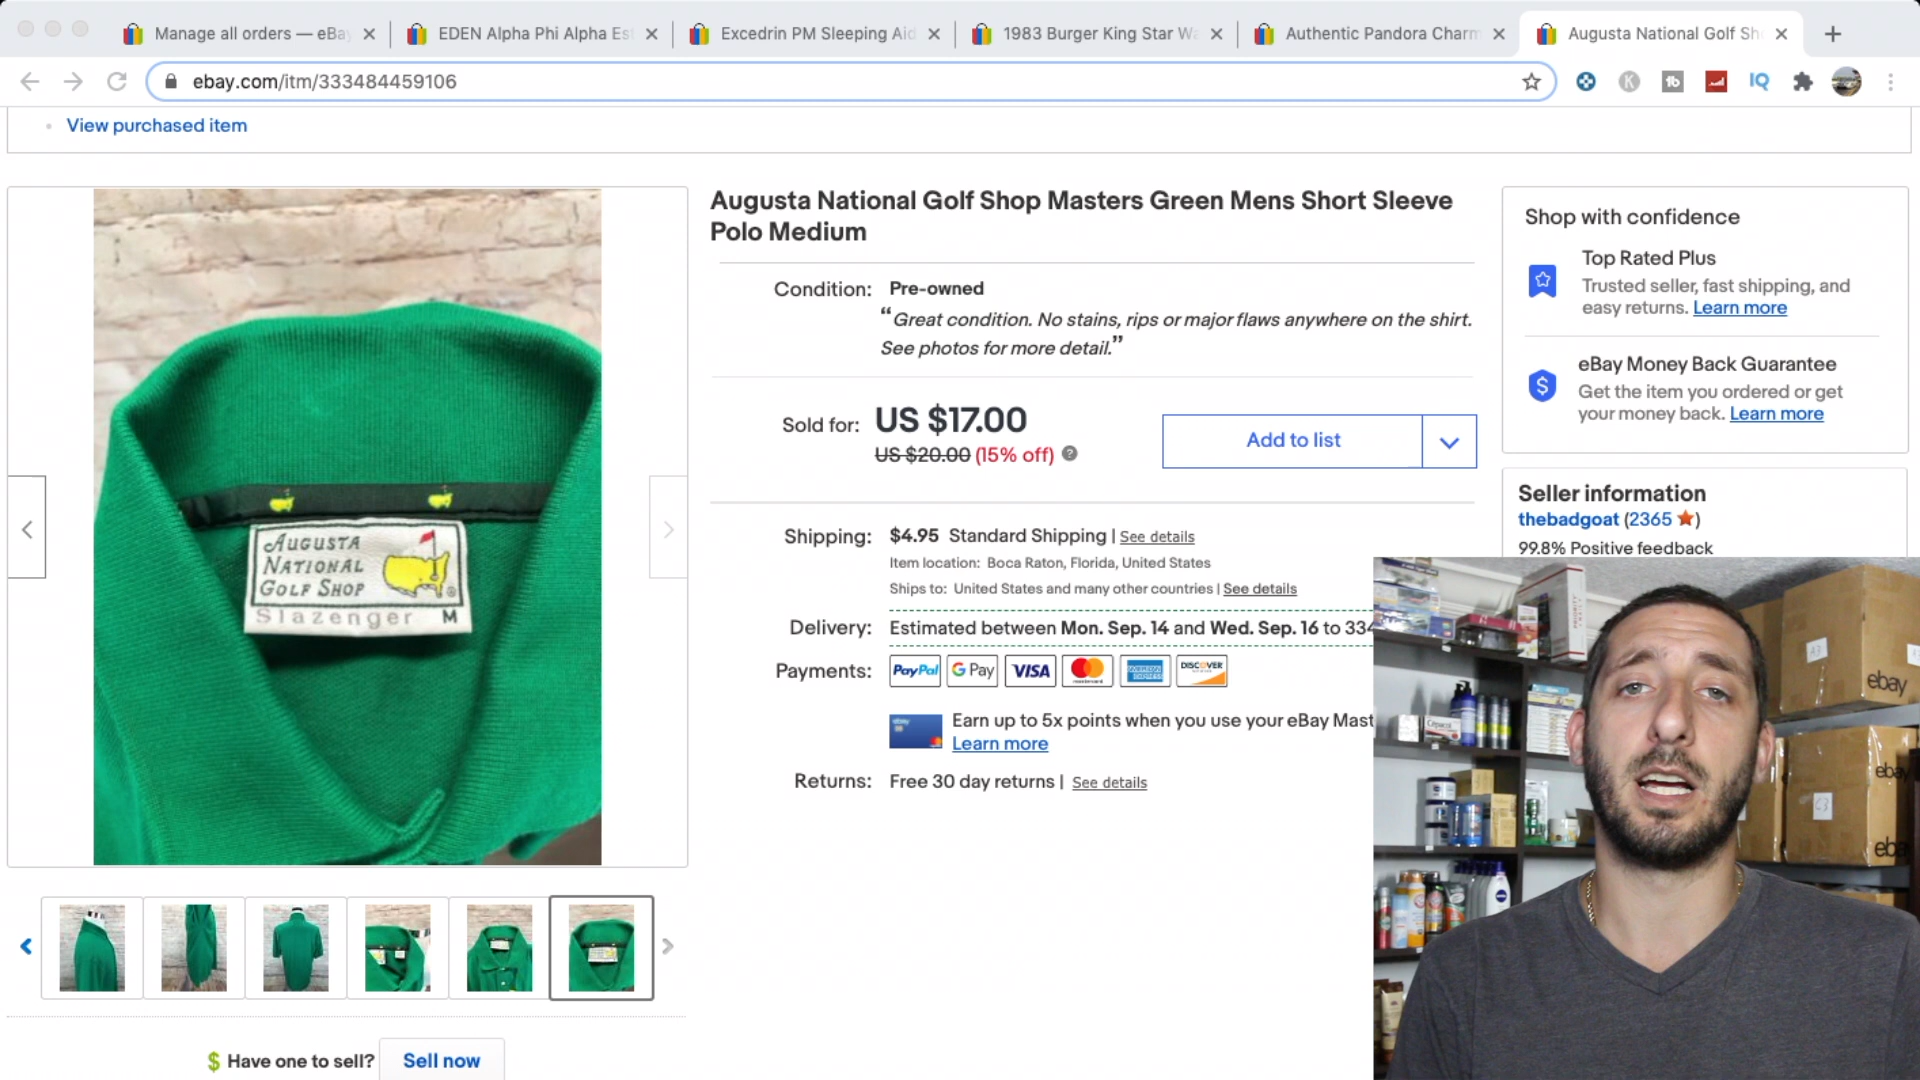 Manage all orders — eBay
EDEN Alpha Phi Alpha Es
Excedrin PM Sleeping Aid
1983 Burger King Star Wa
Authentic Pandora Charm
Augusta National Golf Sh
ebay.com/itm/333484459106
View purchased item
Augusta National Golf Shop Masters Green Mens Short Sleeve
Polo Medium
Condition: Pre-owned
“Great condition. No stains, rips or major flaws anywhere on the shirt.
See photos for more detail.”
Sold for: US $17.00
US $20.00 (15% off)
Add to list
Shipping: $4.95 Standard Shipping | See details
Item location: Boca Raton, Florida, United States
Ships to: United States and many other countries | See details
Delivery: Estimated between Mon. Sep. 14 and Wed. Sep. 16 to 334
Payments: PayPal G Pay VISA mastercard AMERICAN EXPRESS DISCOVER
Earn up to 5x points when you use your eBay Mast
Learn more
Returns: Free 30 day returns | See details
Shop with confidence
Top Rated Plus
Trusted seller, fast shipping, and
easy returns. Learn more
eBay Money Back Guarantee
Get the item you ordered or get
your money back. Learn more
Seller information
thebadgoat (2365)
99.8% Positive feedback
AUGUSTA
NATIONAL
GOLF SHOP
Slazenger M
$ Have one to sell? Sell now
ebay
ebay
C3